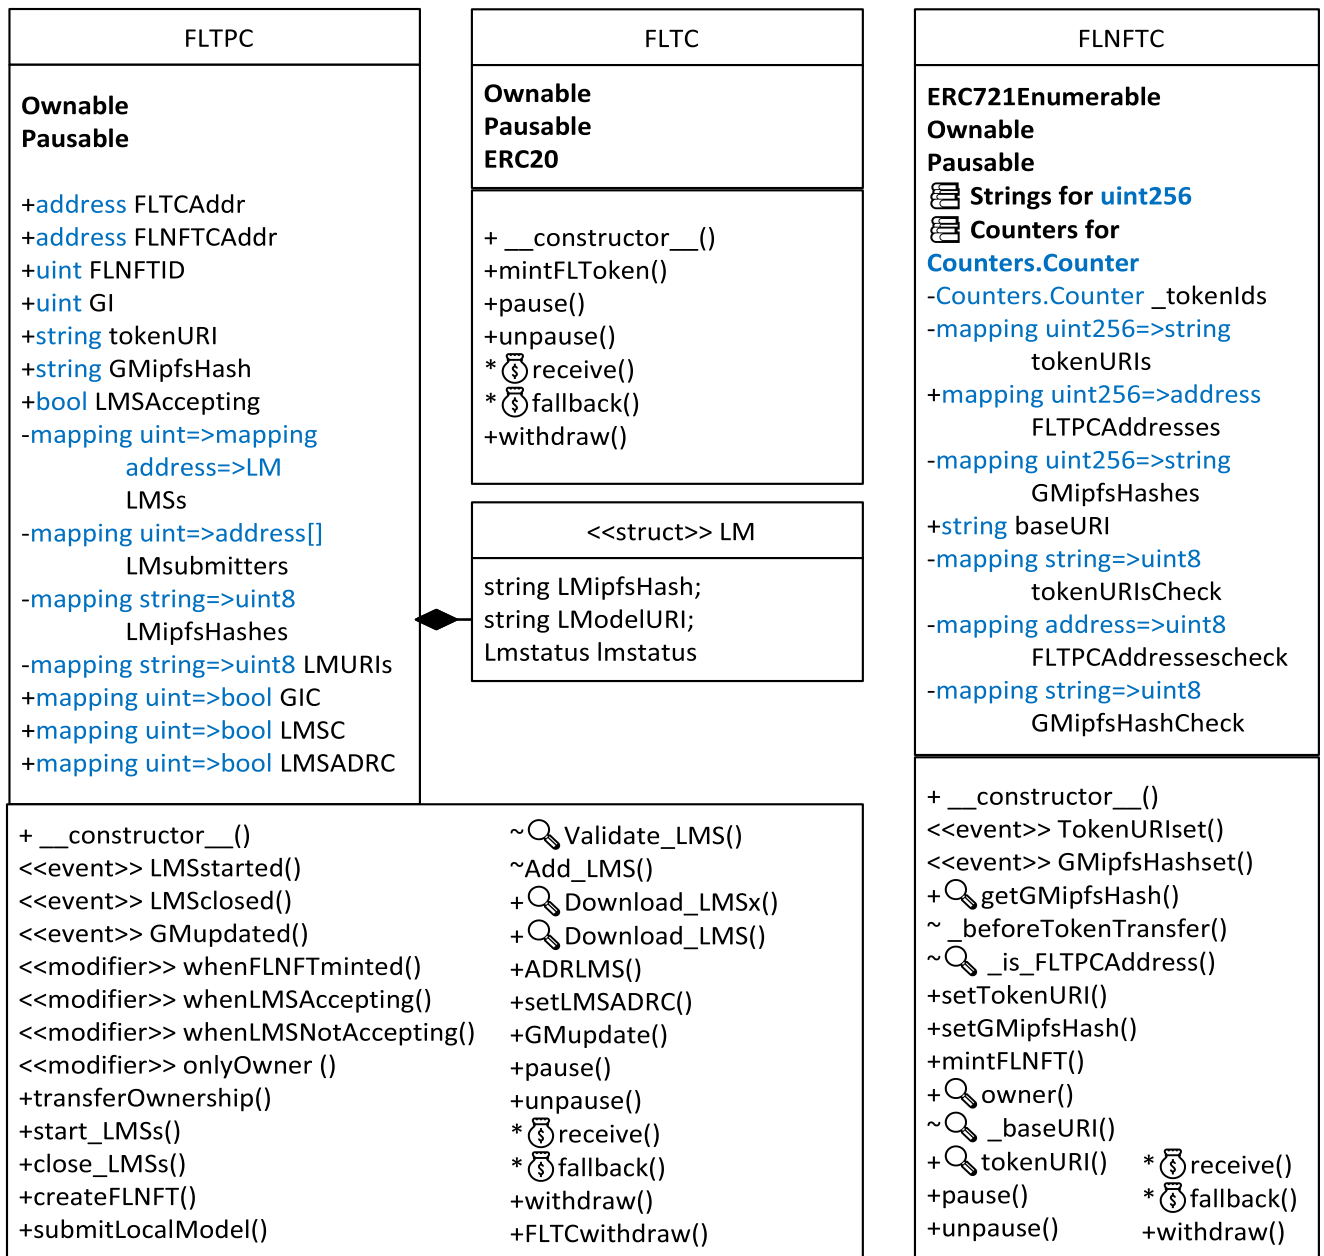 FLTPC
Ownable
Pausable
+address FLTCAddr
+address FLNFTCAddr
+uint FLNFTID
+uint GI
+string tokenURI
+string GMipfsHash
+bool LMSAccepting
-mapping uint=>mapping
address=>LM
LMSs
-mapping uint=>address[]
LMsubmitters
-mapping string=>uint8
LMipfsHashes
-mapping string=>uint8 LMURIs
+mapping uint=>bool GIC
+mapping uint=>bool LMSC
+mapping uint=>bool LMSADRC
+ __constructor__()
<<event>> LMSstarted()
<<event>> LMSclosed()
<<event>> GMupdated()
<<modifier>> whenFLNFTminted()
<<modifier>> whenLMSAccepting()
<<modifier>> whenLMSNotAccepting()
<<modifier>> onlyOwner ()
+transferOwnership()
+start_LMSs()
+close_LMSs()
+createFLNFT()
+submitLocalModel()
~Validate_LMS()
~Add_LMS()
+Download_LMSx()
+Download_LMS()
+ADRLMS()
+setLMSADRC()
+GMupdate()
+pause()
+unpause()
*$receive()
*$fallback()
+withdraw()
+FLTCwithdraw()
FLTC
Ownable
Pausable
ERC20
+ __constructor__()
+mintFLToken()
+pause()
+unpause()
*$receive()
*$fallback()
+withdraw()
<<struct>> LM
string LMipfsHash;
string LModelURI;
Lmstatus lmstatus
FLNFTC
ERC721Enumerable
Ownable
Pausable
Strings for uint256
Counters for
Counters.Counter
-Counters.Counter _tokenIds
-mapping uint256=>string
tokenURIs
+mapping uint256=>address
FLTPCAddresses
-mapping uint256=>string
GMipfsHashes
+string baseURI
-mapping string=>uint8
tokenURIsCheck
-mapping address=>uint8
FLTPCAddressescheck
-mapping string=>uint8
GMipfsHashCheck
+ __constructor__()
<<event>> TokenURIset()
<<event>> GMipfsHashset()
+getGMipfsHash()
~ _beforeTokenTransfer()
~ _is_FLTPCAddress()
+setTokenURI()
+setGMipfsHash()
+mintFLNFT()
+owner()
~ _baseURI()
+tokenURI()
+pause()
+unpause()
*$receive()
*$fallback()
+withdraw()